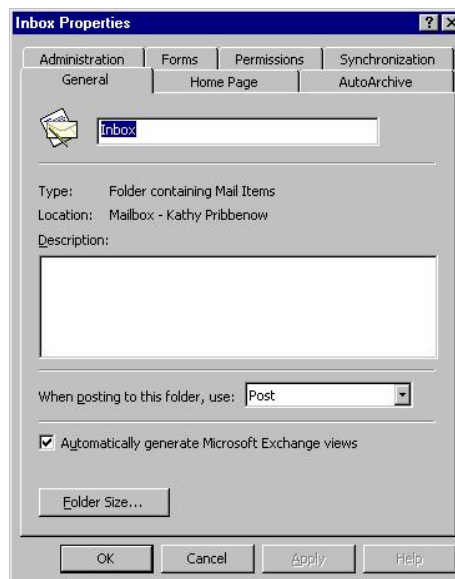 Inbox Properties
Administration Forms Permissions Synchronization
General Home Page AutoArchive
Inbox
Type: Folder containing Mail Items
Location: Mailbox - Kathy Pribbenow
Description:
When posting to this folder, use: Post
Automatically generate Microsoft Exchange views
Folder Size...
OK Cancel Apply Help